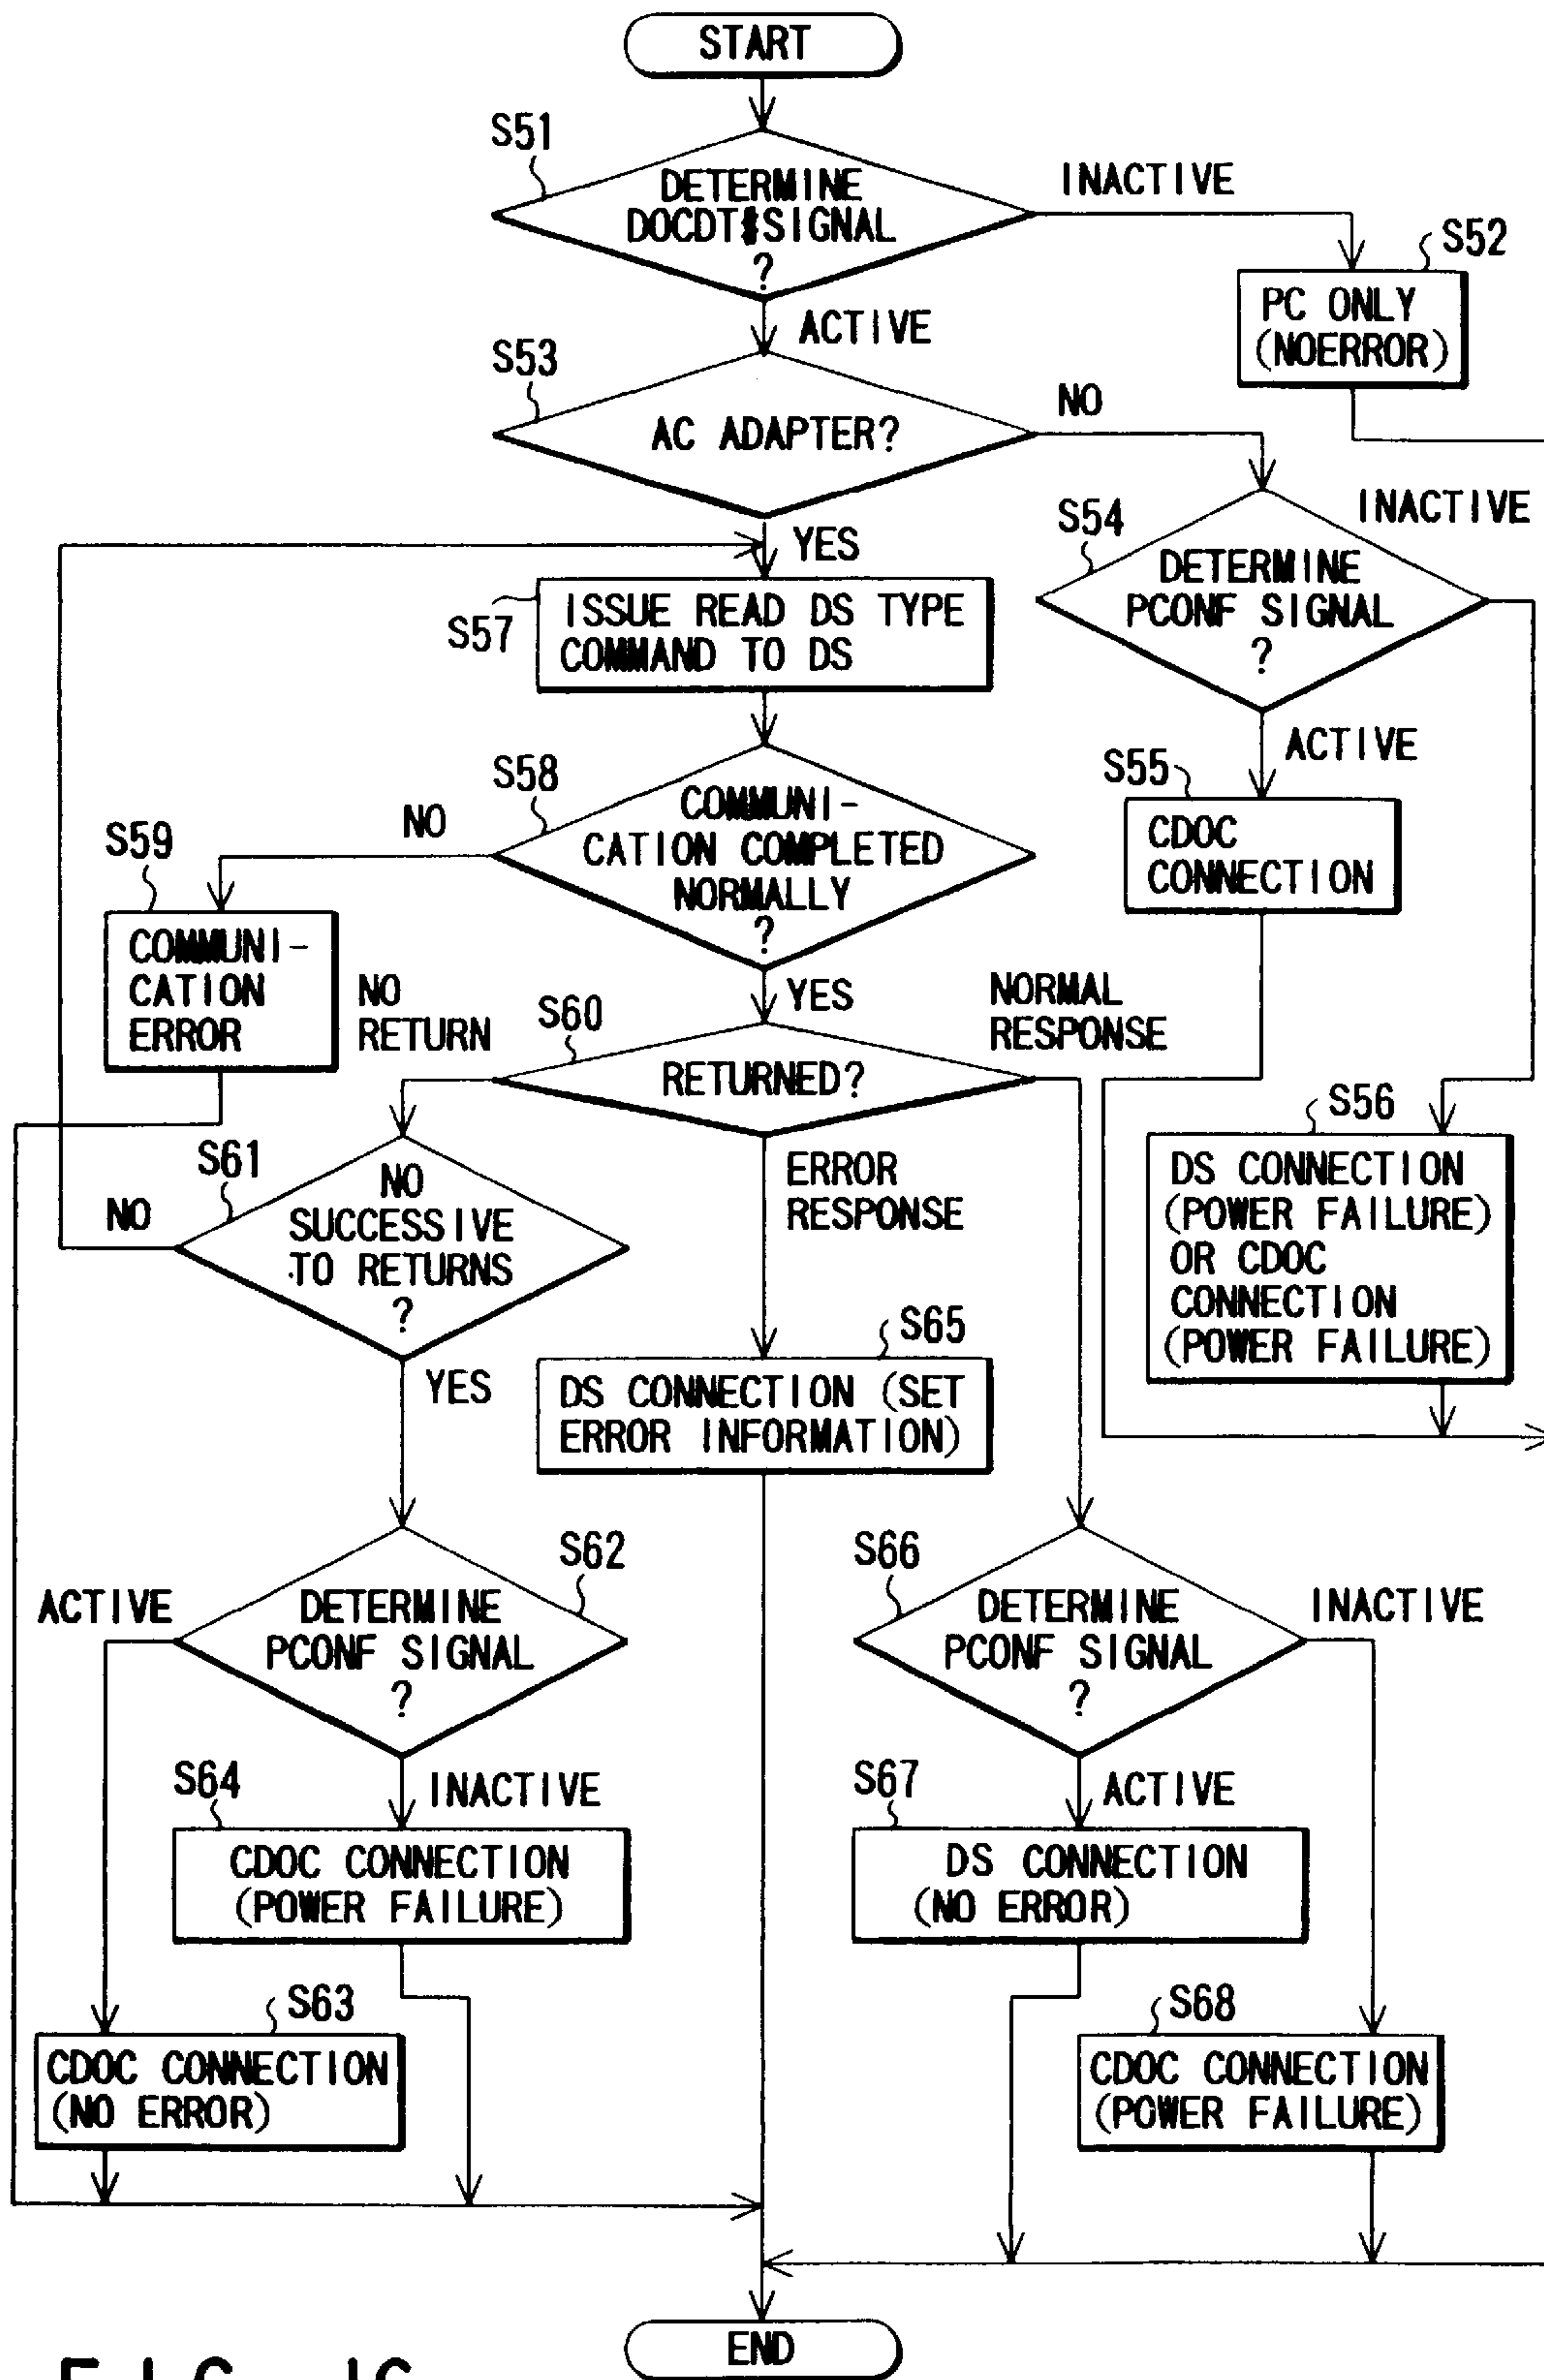 START
S51
DETERMINE
DOCDT#SIGNAL
?
INACTIVE
S52
PC ONLY
(NOERROR)
ACTIVE
S53
AC ADAPTER?
NO
YES
S54
INACTIVE
DETERMINE
PCONF SIGNAL
?
S57
ISSUE READ DS TYPE
COMMAND TO DS
ACTIVE
S55
CDOC
CONNECTION
S58
COMMUNI-
CATION COMPLETED
NORMALLY
?
NO
S59
COMMUNI-
CATION
ERROR
YES
NO
RETURN
S60
RETURNED?
NORMAL
RESPONSE
S56
DS CONNECTION
(POWER FAILURE)
OR CDOC
CONNECTION
(POWER FAILURE)
S61
NO
NO
SUCCESSIVE
TO RETURNS
?
ERROR
RESPONSE
YES
S65
DS CONNECTION (SET
ERROR INFORMATION)
S62
ACTIVE
DETERMINE
PCONF SIGNAL
?
S66
DETERMINE
PCONF SIGNAL
?
INACTIVE
S64
INACTIVE
CDOC CONNECTION
(POWER FAILURE)
S67
ACTIVE
DS CONNECTION
(NO ERROR)
S63
CDOC CONNECTION
(NO ERROR)
S68
CDOC CONNECTION
(POWER FAILURE)
END